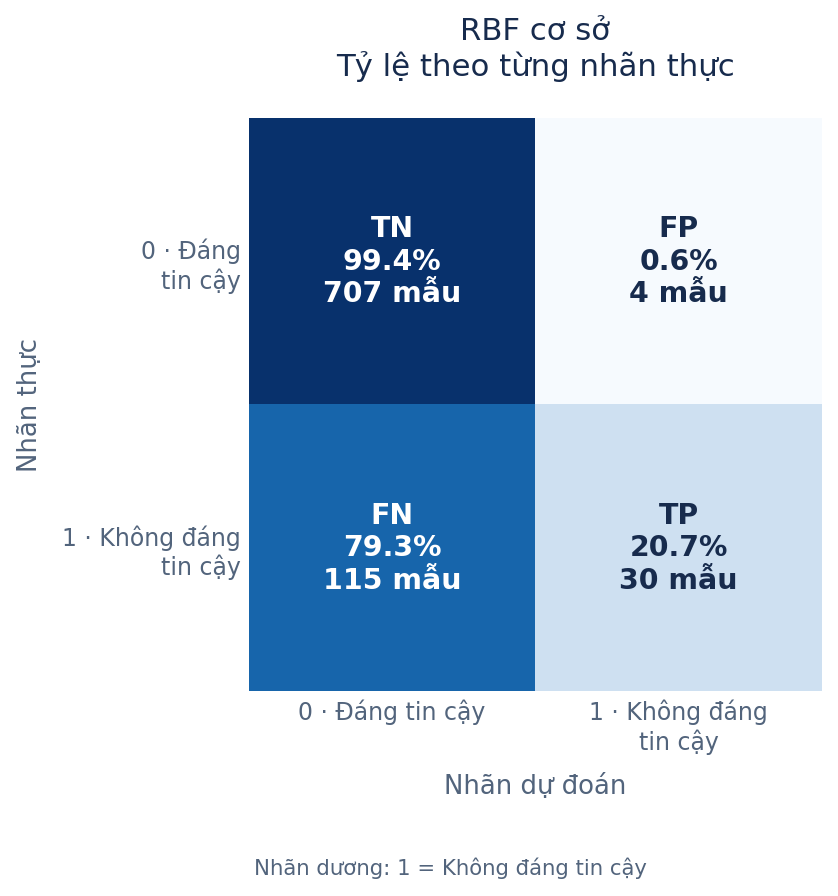 RBF cơ sở
Tỷ lệ theo từng nhãn thực
TN
99.4%
707 mẫu
FP
0.6%
4 mẫu
0 · Đáng
tin cậy
Nhãn thực
FN
79.3%
115 mẫu
TP
20.7%
30 mẫu
1 · Không đáng
tin cậy
0 · Đáng tin cậy
1 · Không đáng
tin cậy
Nhãn dự đoán
Nhãn dương: 1 = Không đáng tin cậy